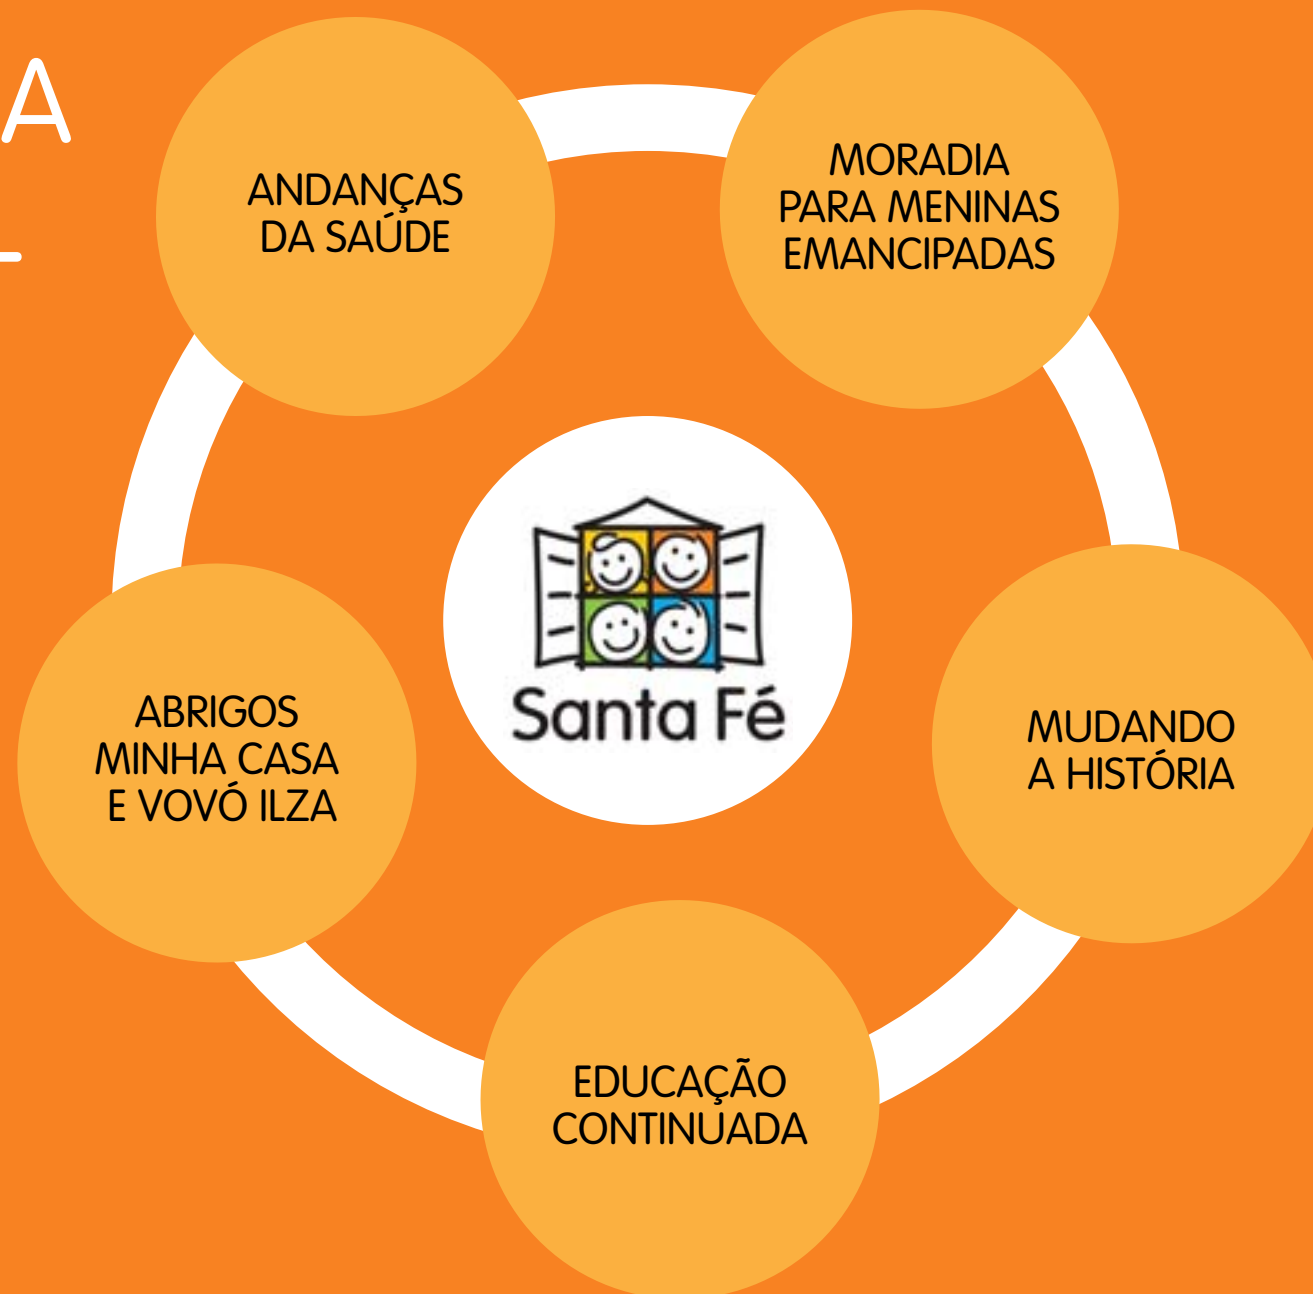 A
ANDANÇAS
DA SAÚDE
MORADIA
PARA MENINAS
EMANCIPADAS
Santa Fé
ABRIGOS
MINHA CASA
E VOVÓ ILZA
MUDANDO
A HISTÓRIA
EDUCAÇÃO
CONTINUADA